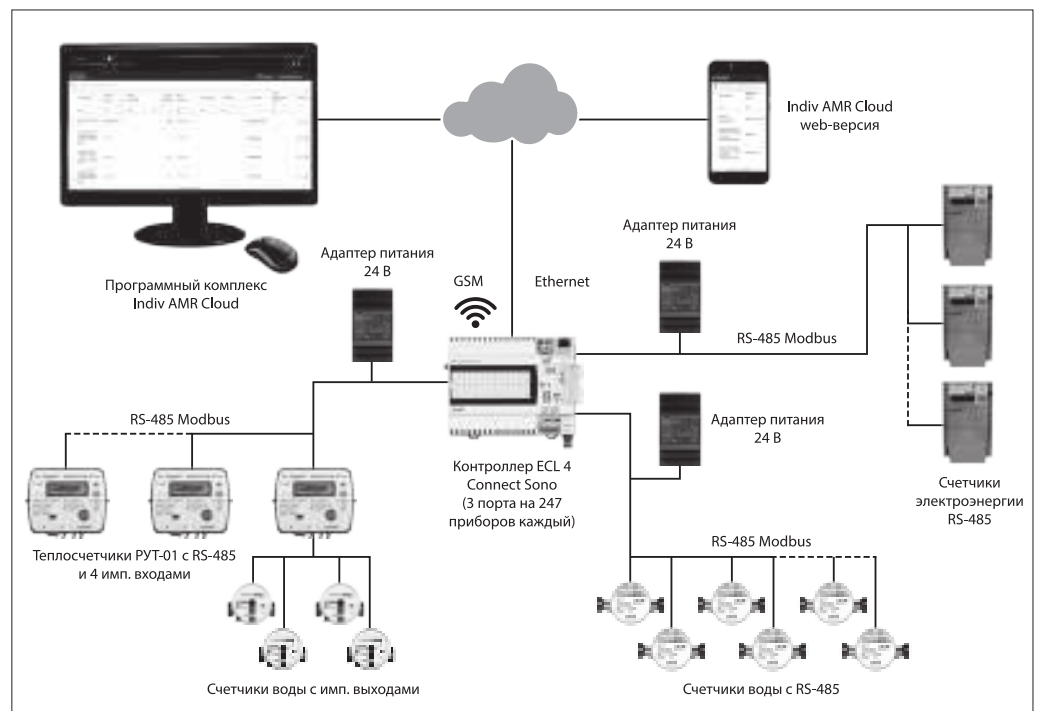 Indiv AMR Cloud
web-версия
Программный комплекс
Indiv AMR Cloud
Адаптер питания
24 В
GSM
Ethernet
Адаптер питания
24 В
RS-485 Modbus
RS-485 Modbus
Адаптер питания
24 В
Контроллер ECL 4
Connect Sono
(3 порта на 247
приборов каждый)
Счетчики
электроэнергии
RS-485
Теплосчетчики РУТ-01 с RS-485
и 4 имп. входами
RS-485 Modbus
Счетчики воды с имп. выходами
Счетчики воды с RS-485